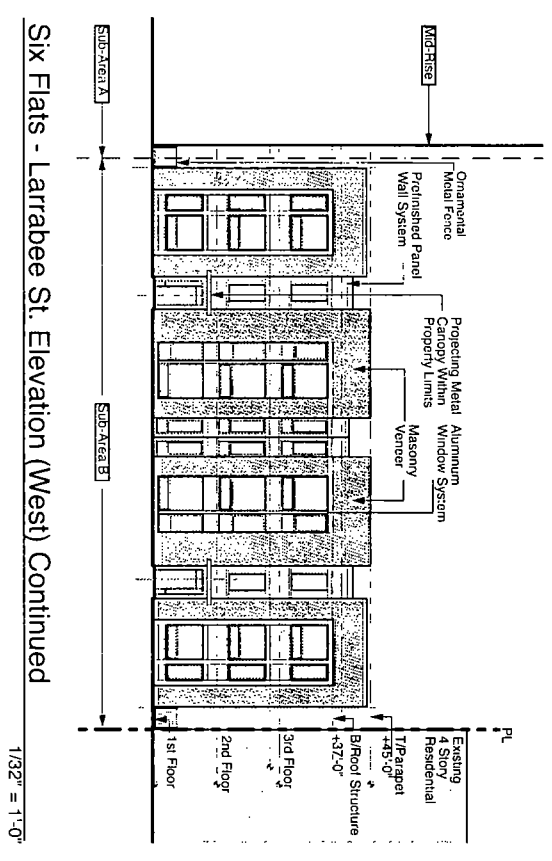 Mid-Rise
Ornamental
Metal Fence
Prefinished Panel
Wall System
Projecting Metal
Canopy Within
Property Limits
Aluminum
Window System
Masonry
Veneer
PL
Existing
4 Story
Residential
T/Parapet
+45'-0"
B/Roof Structure
+37'-0"
3rd Floor
2nd Floor
1st Floor
Sub-Area A
Sub-Area B
Six Flats - Larrabee St. Elevation (West) Continued
1/32" = 1'-0"